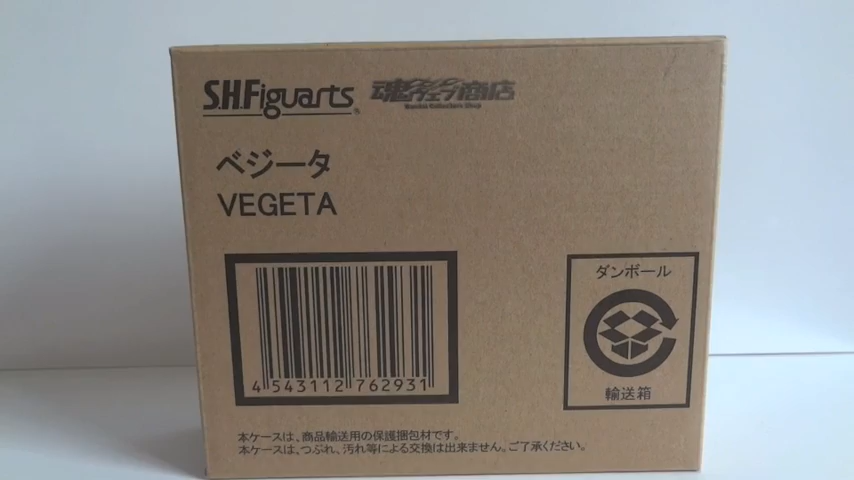 S.H.Figuarts
魂ウェブ商店
Bandai Collectors Shop
ベジータ
VEGETA
ダンボール
輸送箱
4 543112 762931
本ケースは、商品輸送用の保護梱包材です。
本ケースは、つぶれ、汚れ等による交換は出来ません。ご了承ください。